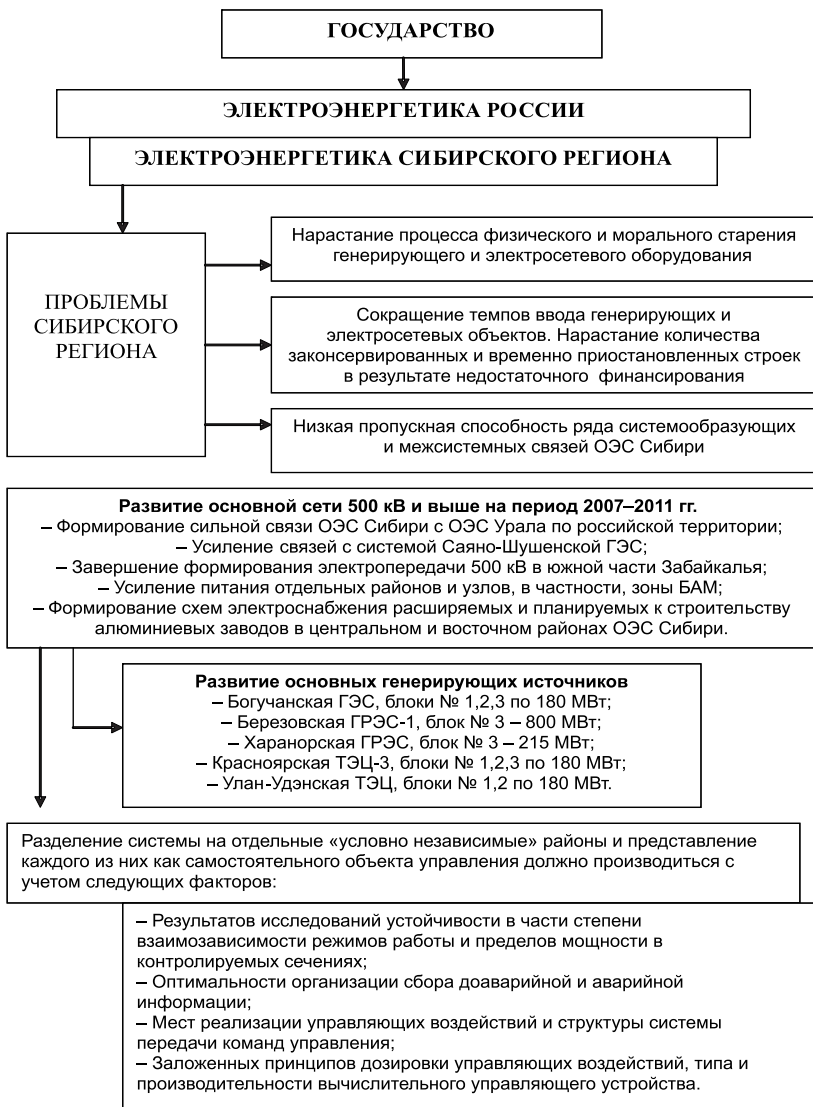 ГОСУДАРСТВО
ЭЛЕКТРОЭНЕРГЕТИКА РОССИИ
ЭЛЕКТРОЭНЕРГЕТИКА СИБИРСКОГО РЕГИОНА
ПРОБЛЕМЫ
СИБИРСКОГО
РЕГИОНА
Нарастание процесса физического и морального старения
генерирующего и электросетевого оборудования
Сокращение темпов ввода генерирующих и
электросетевых объектов. Нарастание количества
законсервированных и временно приостановленных строек
в результате недостаточного финансирования
Низкая пропускная способность ряда системообразующих
и межсистемных связей ОЭС Сибири
Развитие основной сети 500 кВ и выше на период 2007–2011 гг.
– Формирование сильной связи ОЭС Сибири с ОЭС Урала по российской территории;
– Усиление связей с системой Саяно-Шушенской ГЭС;
– Завершение формирования электропередачи 500 кВ в южной части Забайкалья;
– Усиление питания отдельных районов и узлов, в частности, зоны БАМ;
– Формирование схем электроснабжения расширяемых и планируемых к строительству
алюминиевых заводов в центральном и восточном районах ОЭС Сибири.
Развитие основных генерирующих источников
– Богучанская ГЭС, блоки № 1,2,3 по 180 МВт;
– Березовская ГРЭС-1, блок № 3 – 800 МВт;
– Харанорская ГРЭС, блок № 3 – 215 МВт;
– Красноярская ТЭЦ-3, блоки № 1,2,3 по 180 МВт;
– Улан-Удэнская ТЭЦ, блоки № 1,2 по 180 МВт.
Разделение системы на отдельные «условно независимые» районы и представление
каждого из них как самостоятельного объекта управления должно производиться с
учетом следующих факторов:
– Результатов исследований устойчивости в части степени
взаимозависимости режимов работы и пределов мощности в
контролируемых сечениях;
– Оптимальности организации сбора доаварийной и аварийной
информации;
– Мест реализации управляющих воздействий и структуры системы
передачи команд управления;
– Заложенных принципов дозировки управляющих воздействий, типа и
производительности вычислительного управляющего устройства.